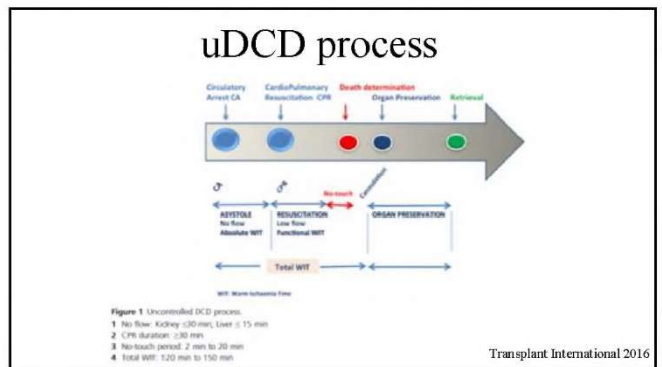 uDCD process
Circulatory Arrest CA
CardioPulmonary Resuscitation CPR
Death determination
Organ Preservation
Retrieval
CA
CPR
No-touch
Cannulation
ASYSTOLE
No flow
Absolute WIT
RESUSCITATION
Low flow
Functional WIT
ORGAN PRESERVATION
Total WIT
WIT: Warm Ischaemia Time
Figure 1 Uncontrolled DCD process.
1 No flow: Kidney ≤30 min; Liver ≤ 15 min
2 CPR duration: ≥30 min
3 No-touch period: 2 min to 20 min
4 Total WIT: 120 min to 150 min
Transplant International 2016